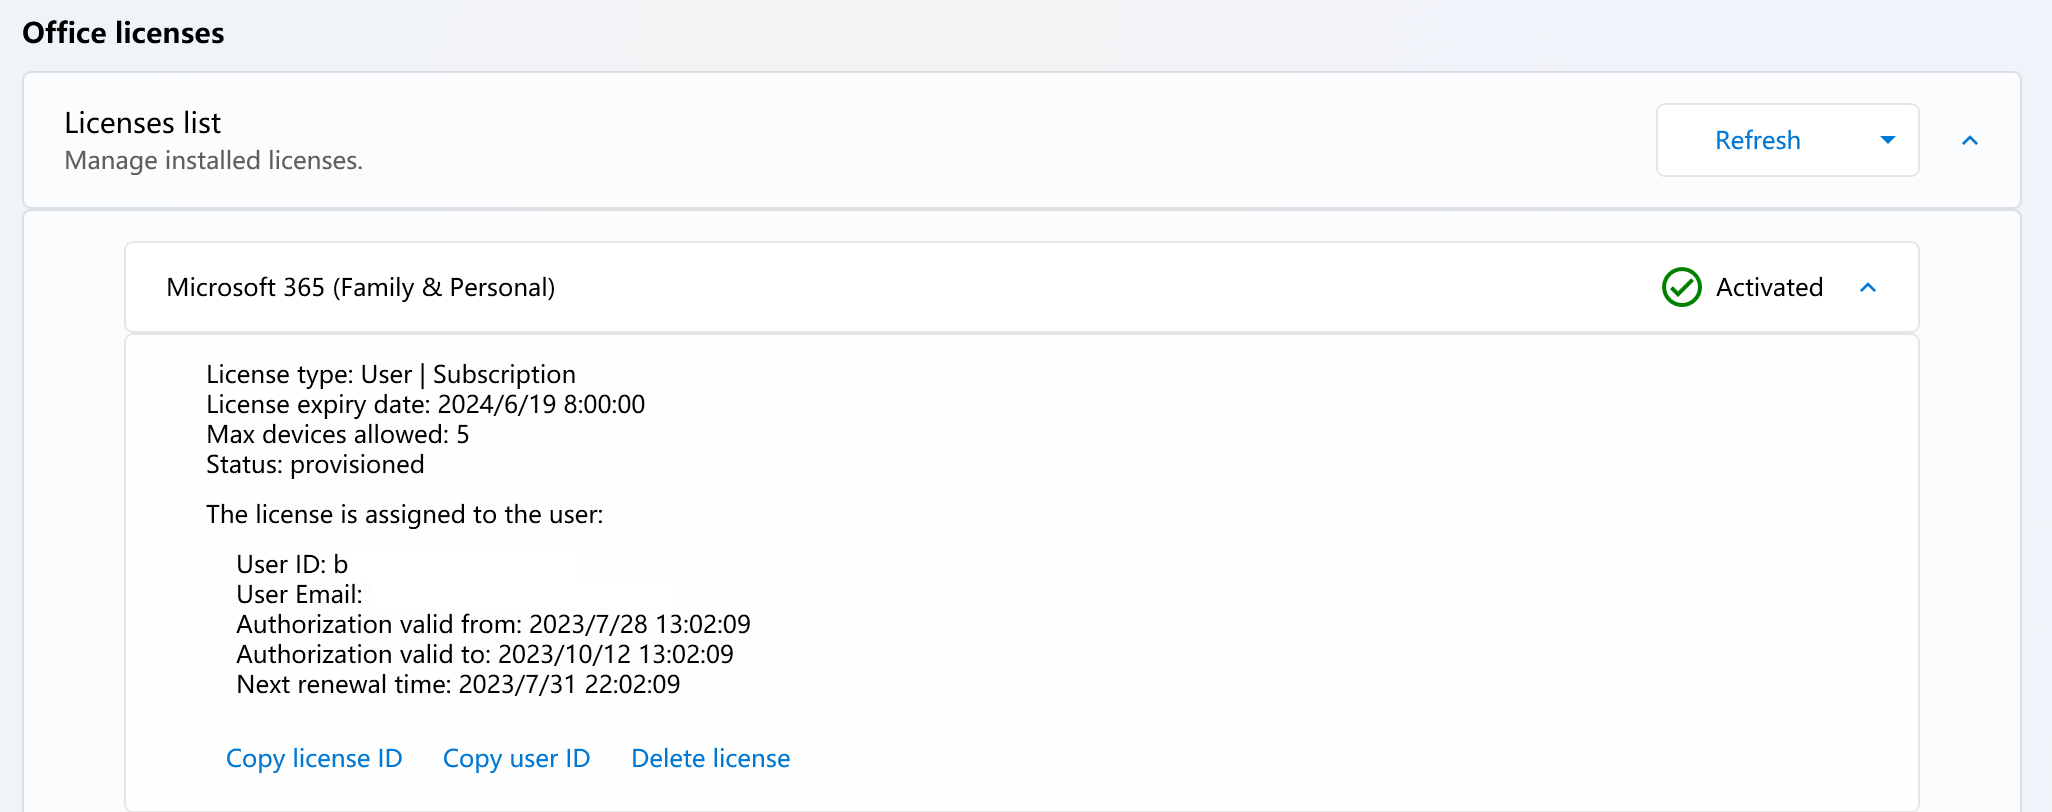 Office licenses
Licenses list
Manage installed licenses.
Refresh
Microsoft 365 (Family & Personal)
Activated
License type: User | Subscription
License expiry date: 2024/6/19 8:00:00
Max devices allowed: 5
Status: provisioned
The license is assigned to the user:
User ID: b
User Email:
Authorization valid from: 2023/7/28 13:02:09
Authorization valid to: 2023/10/12 13:02:09
Next renewal time: 2023/7/31 22:02:09
Copy license ID Copy user ID Delete license